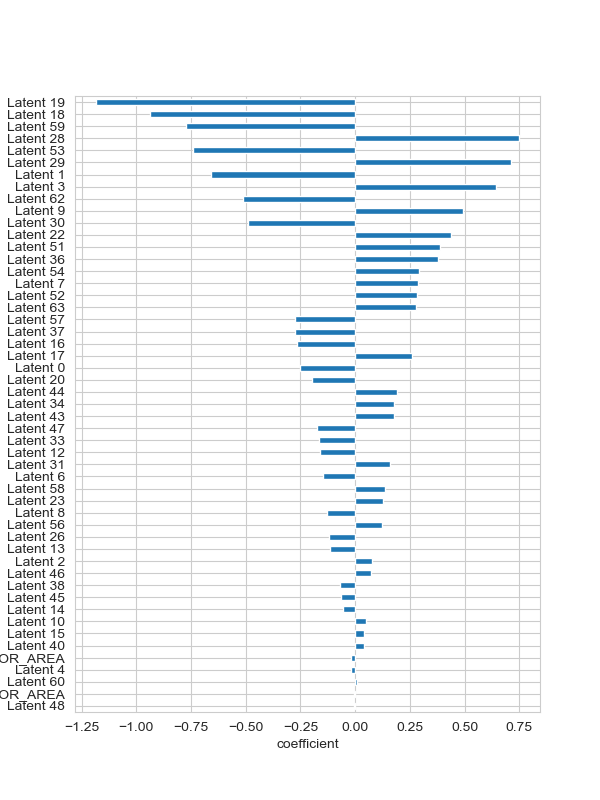 Latent 19
Latent 18
Latent 59
Latent 28
Latent 53
Latent 29
Latent 1
Latent 3
Latent 62
Latent 9
Latent 30
Latent 22
Latent 51
Latent 36
Latent 54
Latent 7
Latent 52
Latent 63
Latent 57
Latent 37
Latent 16
Latent 17
Latent 0
Latent 20
Latent 44
Latent 34
Latent 43
Latent 47
Latent 33
Latent 12
Latent 31
Latent 6
Latent 58
Latent 23
Latent 8
Latent 56
Latent 26
Latent 13
Latent 2
Latent 46
Latent 38
Latent 45
Latent 14
Latent 10
Latent 15
Latent 40
OR_AREA
Latent 4
Latent 60
OR_AREA
Latent 48
−1.25 −1.00 −0.75 −0.50 −0.25 0.00 0.25 0.50 0.75
coefficient